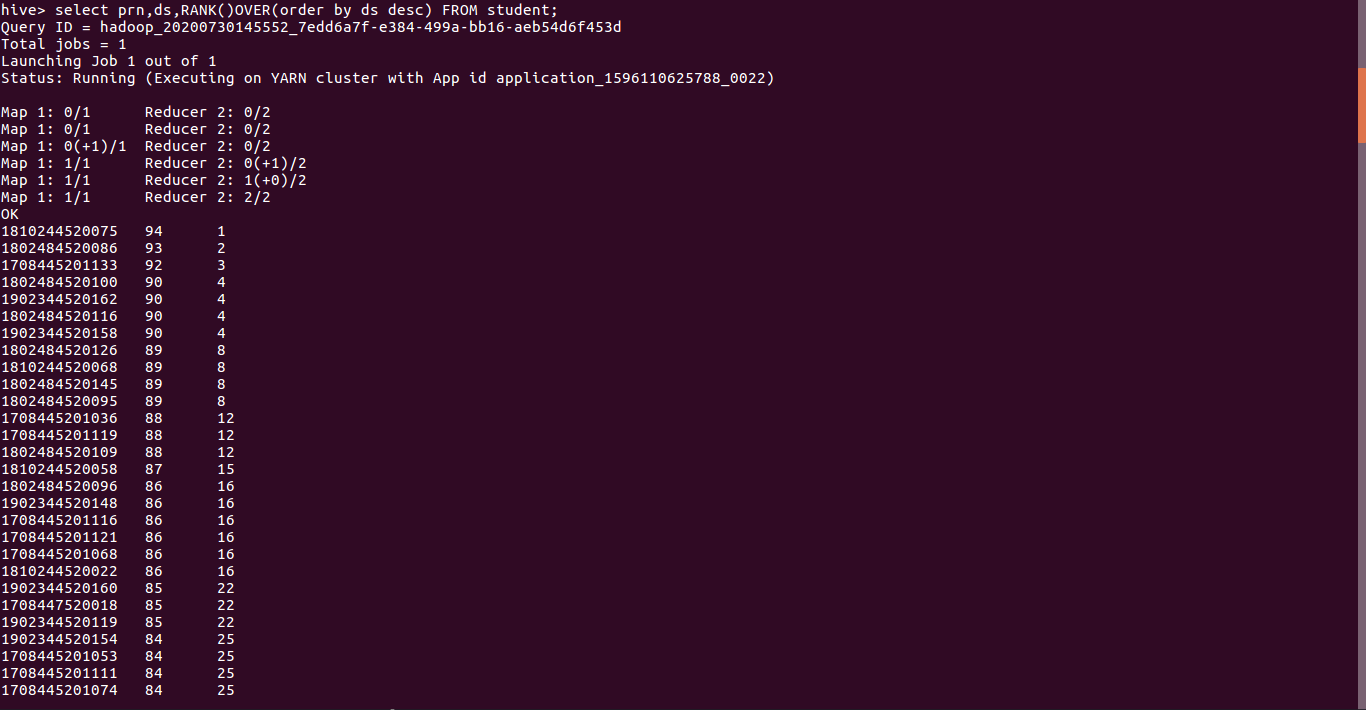 hive> select prn,ds,RANK()OVER(order by ds desc) FROM student;
Query ID = hadoop_20200730145552_7edd6a7f-e384-499a-bb16-aeb54d6f453d
Total jobs = 1
Launching Job 1 out of 1
Status: Running (Executing on YARN cluster with App id application_1596110625788_0022)
Map 1: 0/1      Reducer 2: 0/2
Map 1: 0/1      Reducer 2: 0/2
Map 1: 0(+1)/1  Reducer 2: 0/2
Map 1: 1/1      Reducer 2: 0(+1)/2
Map 1: 1/1      Reducer 2: 1(+0)/2
Map 1: 1/1      Reducer 2: 2/2
OK
1810244520075   94      1
1802484520086   93      2
1708445201133   92      3
1802484520100   90      4
1902344520162   90      4
1802484520116   90      4
1902344520158   90      4
1802484520126   89      8
1810244520068   89      8
1802484520145   89      8
1802484520095   89      8
1708445201036   88      12
1708445201119   88      12
1802484520109   88      12
1810244520058   87      15
1802484520096   86      16
1902344520148   86      16
1708445201116   86      16
1708445201121   86      16
1708445201068   86      16
1810244520022   86      16
1902344520160   85      22
1708447520018   85      22
1902344520119   85      22
1902344520154   84      25
1708445201053   84      25
1708445201111   84      25
1708445201074   84      25